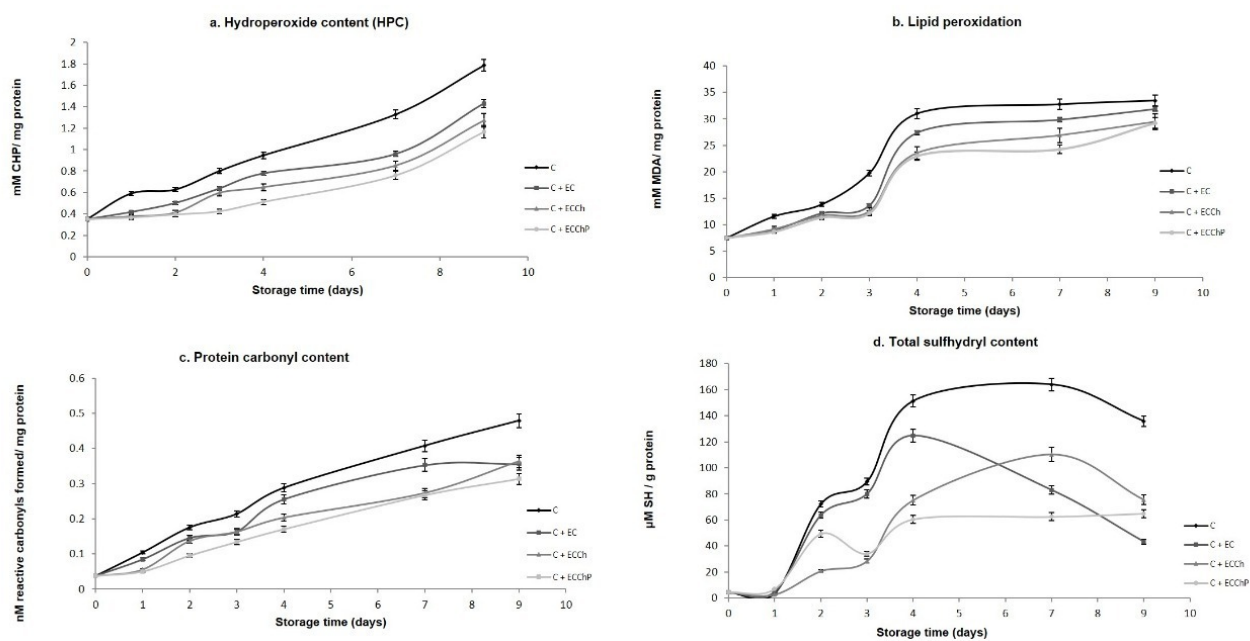 a. Hydroperoxide content (HPC)
mM CHP/ mg protein
2
1.8
1.6
1.4
1.2
1
0.8
0.6
0.4
0.2
0
0 2 4 6 8 10
Storage time (days)
C
C + EC
C + ECCh
C + ECChP
b. Lipid peroxidation
mM MDA/ mg protein
40
35
30
25
20
15
10
5
0
0 1 2 3 4 5 6 7 8 9 10
Storage time (days)
C
C + EC
C + ECCh
C + ECChP
c. Protein carbonyl content
nM reactive carbonyls formed/ mg protein
0.6
0.5
0.4
0.3
0.2
0.1
0
0 1 2 3 4 5 6 7 8 9 10
Storage time (days)
C
C + EC
C + ECCh
C + ECChP
d. Total sulfhydryl content
µM SH / g protein
180
160
140
120
100
80
60
40
20
0
0 1 2 3 4 5 6 7 8 9 10
Storage time (days)
C
C + EC
C + ECCh
C + ECChP